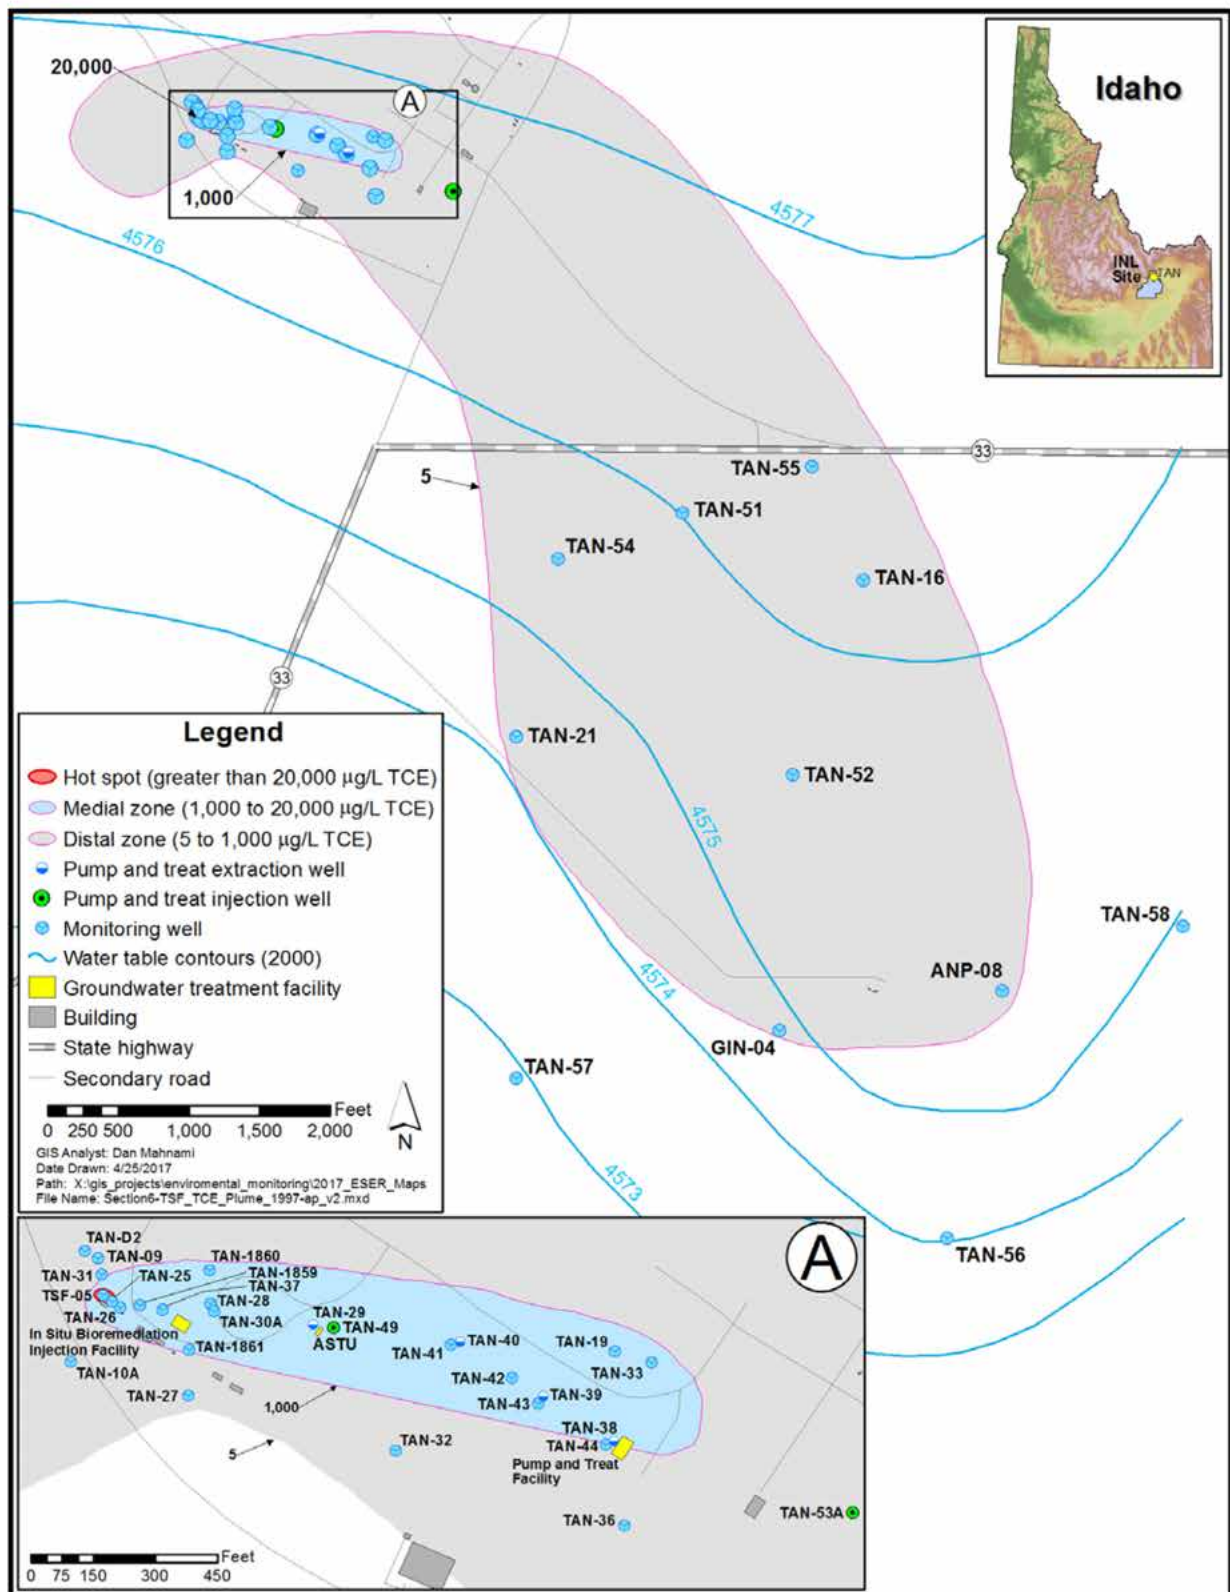 20,000
A
1,000
4577
4576
Idaho
INL
Site
TAN
33
TAN-55
5
TAN-51
TAN-54
TAN-16
33
TAN-21
TAN-52
4575
TAN-58
4574
ANP-08
GIN-04
TAN-57
4573
TAN-56
Legend
Hot spot (greater than 20,000 µg/L TCE)
Medial zone (1,000 to 20,000 µg/L TCE)
Distal zone (5 to 1,000 µg/L TCE)
Pump and treat extraction well
Pump and treat injection well
Monitoring well
Water table contours (2000)
Groundwater treatment facility
Building
State highway
Secondary road
Feet
0 250 500 1,000 1,500 2,000
N
GIS Analyst: Dan Mahnami
Date Drawn: 4/25/2017
Path: X:\gis_projects\enviromental_monitoring\2017_ESER_Maps
File Name: Section6-TSF_TCE_Plume_1997-ap_v2.mxd
A
TAN-D2
TAN-09
TAN-1860
TAN-31
TAN-25
TAN-1859
TAN-37
TSF-05
TAN-26
TAN-28
TAN-30A
TAN-29
TAN-49
ASTU
In Situ Bioremediation
Injection Facility
TAN-1861
TAN-40
TAN-41
TAN-19
TAN-33
TAN-10A
TAN-27
TAN-42
TAN-39
TAN-43
1,000
TAN-38
TAN-44
5
TAN-32
Pump and Treat
Facility
TAN-36
TAN-53A
Feet
0 75 150 300 450